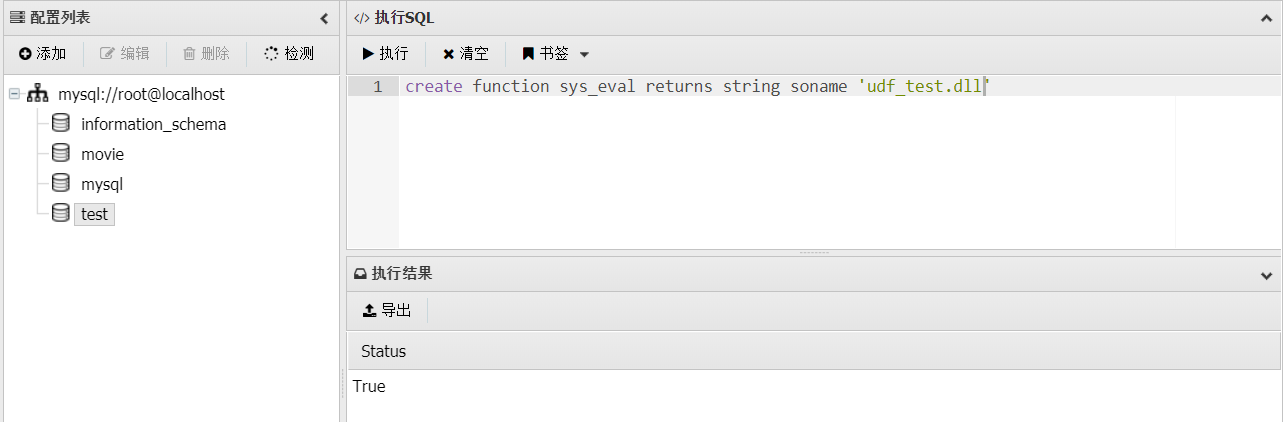 配置列表
添加 编辑 删除 检测
mysql://root@localhost
information_schema
movie
mysql
test
执行SQL
执行 清空 书签
1 create function sys_eval returns string soname 'udf_test.dll'
执行结果
导出
Status
True